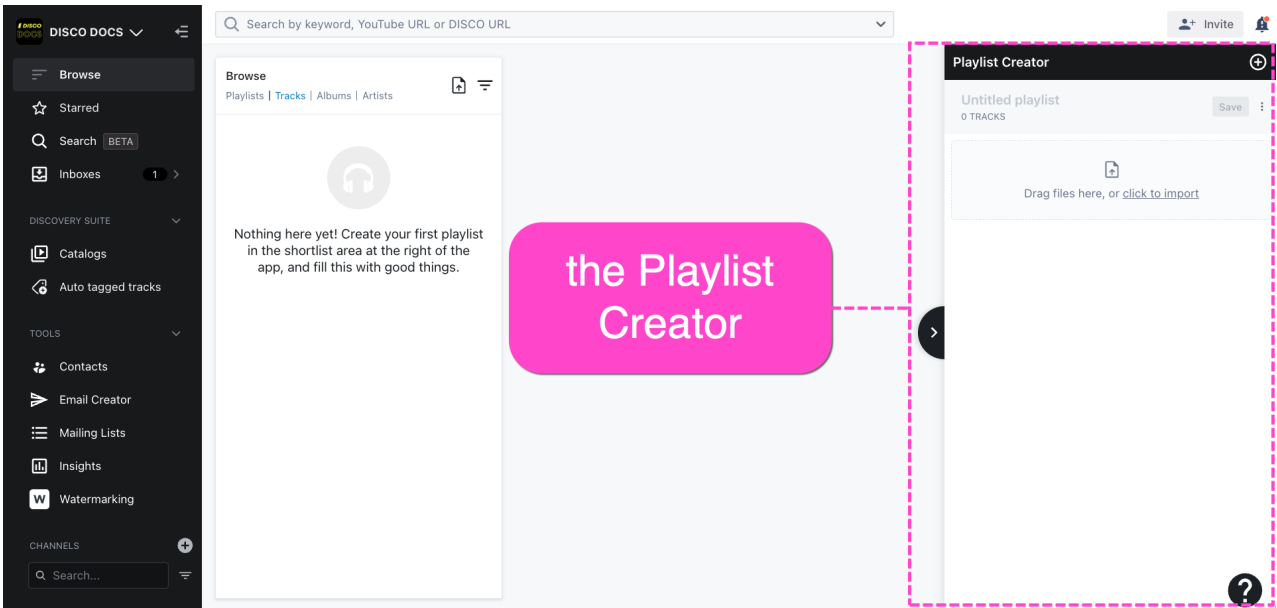 DISCO
DOCS
DISCO DOCS
Search by keyword, YouTube URL or DISCO URL
Invite
Browse
Starred
Search BETA
Inboxes 1
DISCOVERY SUITE
Catalogs
Auto tagged tracks
TOOLS
Contacts
Email Creator
Mailing Lists
Insights
W Watermarking
CHANNELS
Search...
Browse
Playlists | Tracks | Albums | Artists
Nothing here yet! Create your first playlist
in the shortlist area at the right of the
app, and fill this with good things.
the Playlist
Creator
Playlist Creator
Untitled playlist
0 TRACKS
Save
Drag files here, or click to import
?